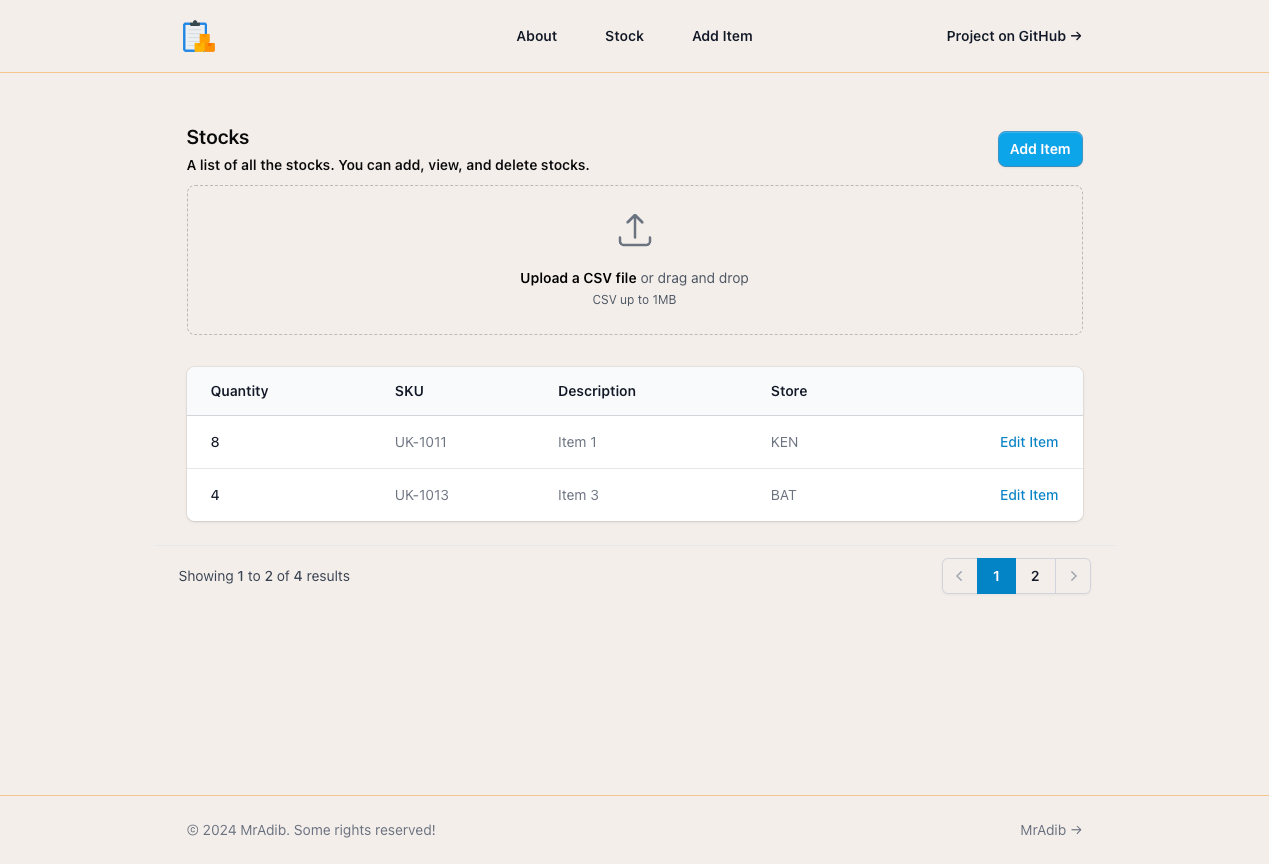 About Stock Add Item Project on GitHub →
Stocks
A list of all the stocks. You can add, view, and delete stocks.
Add Item
Upload a CSV file or drag and drop
CSV up to 1MB
Quantity SKU Description Store
8 UK-1011 Item 1 KEN Edit Item
4 UK-1013 Item 3 BAT Edit Item
Showing 1 to 2 of 4 results
1 2
© 2024 MrAdib. Some rights reserved! MrAdib →